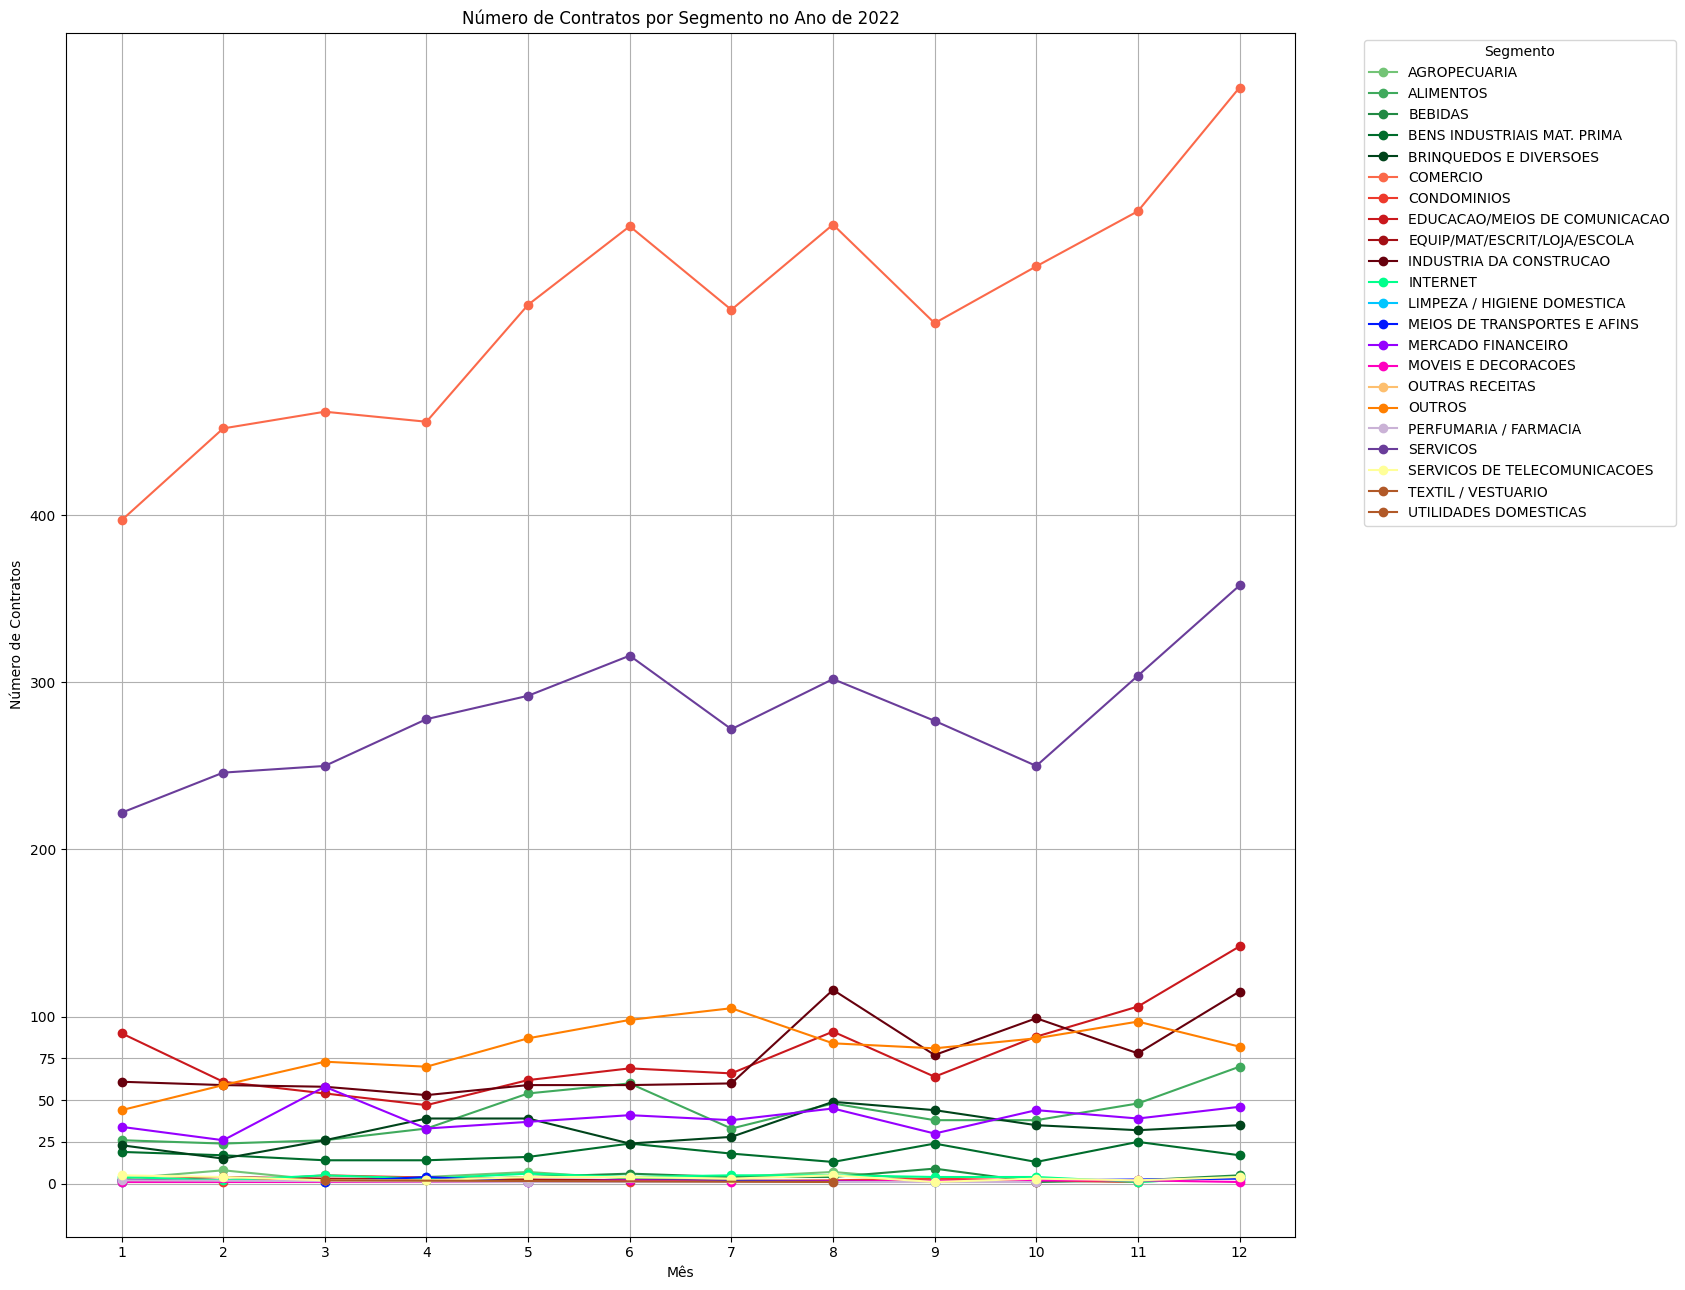 Número de Contratos por Segmento no Ano de 2022
Segmento
AGROPECUARIA
ALIMENTOS
BEBIDAS
BENS INDUSTRIAIS MAT. PRIMA
BRINQUEDOS E DIVERSOES
COMERCIO
CONDOMINIOS
EDUCACAO/MEIOS DE COMUNICACAO
EQUIP/MAT/ESCRIT/LOJA/ESCOLA
INDUSTRIA DA CONSTRUCAO
INTERNET
LIMPEZA / HIGIENE DOMESTICA
MEIOS DE TRANSPORTES E AFINS
MERCADO FINANCEIRO
MOVEIS E DECORACOES
OUTRAS RECEITAS
OUTROS
PERFUMARIA / FARMACIA
SERVICOS
SERVICOS DE TELECOMUNICACOES
TEXTIL / VESTUARIO
UTILIDADES DOMESTICAS
Número de Contratos
400
300
200
100
75
50
25
0
1 2 3 4 5 6 7 8 9 10 11 12
Mês